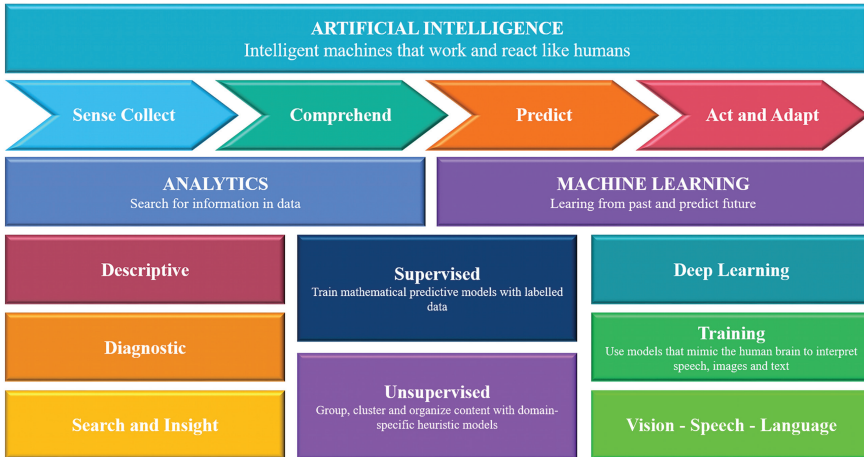 ARTIFICIAL INTELLIGENCE
Intelligent machines that work and react like humans
Sense Collect
Comprehend
Predict
Act and Adapt
ANALYTICS
Search for information in data
MACHINE LEARNING
Learing from past and predict future
Descriptive
Diagnostic
Search and Insight
Supervised
Train mathematical predictive models with labelled
data
Unsupervised
Group, cluster and organize content with domain-
specific heuristic models
Deep Learning
Training
Use models that mimic the human brain to interpret
speech, images and text
Vision - Speech - Language